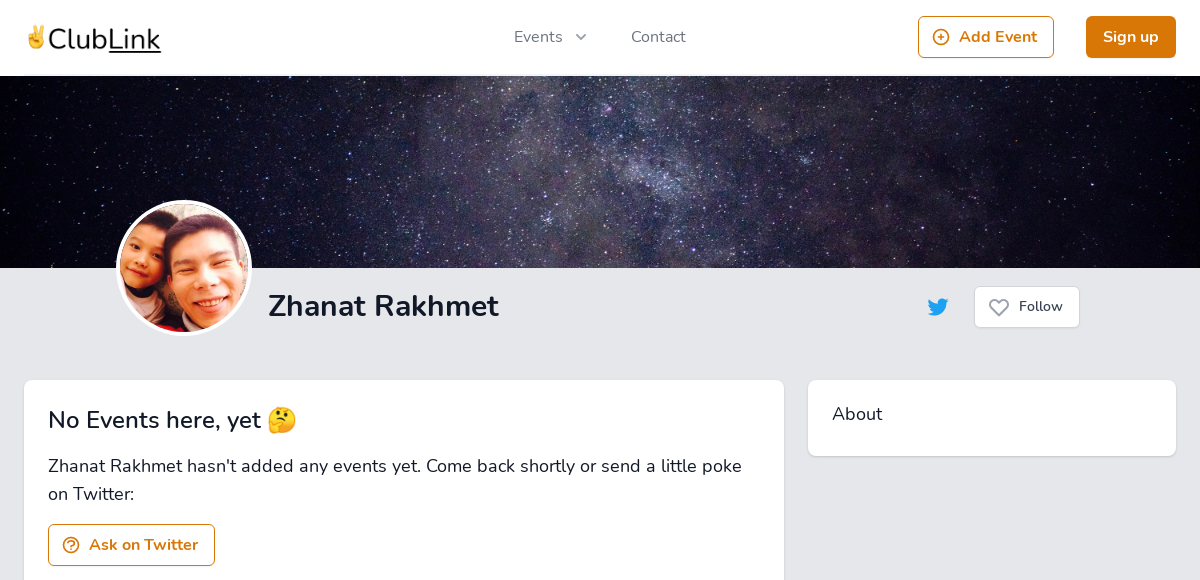 ✌ClubLink
Events
Contact
Add Event
Sign up
Zhanat Rakhmet
Follow
No Events here, yet 🤔
Zhanat Rakhmet hasn't added any events yet. Come back shortly or send a little poke
on Twitter:
Ask on Twitter
About